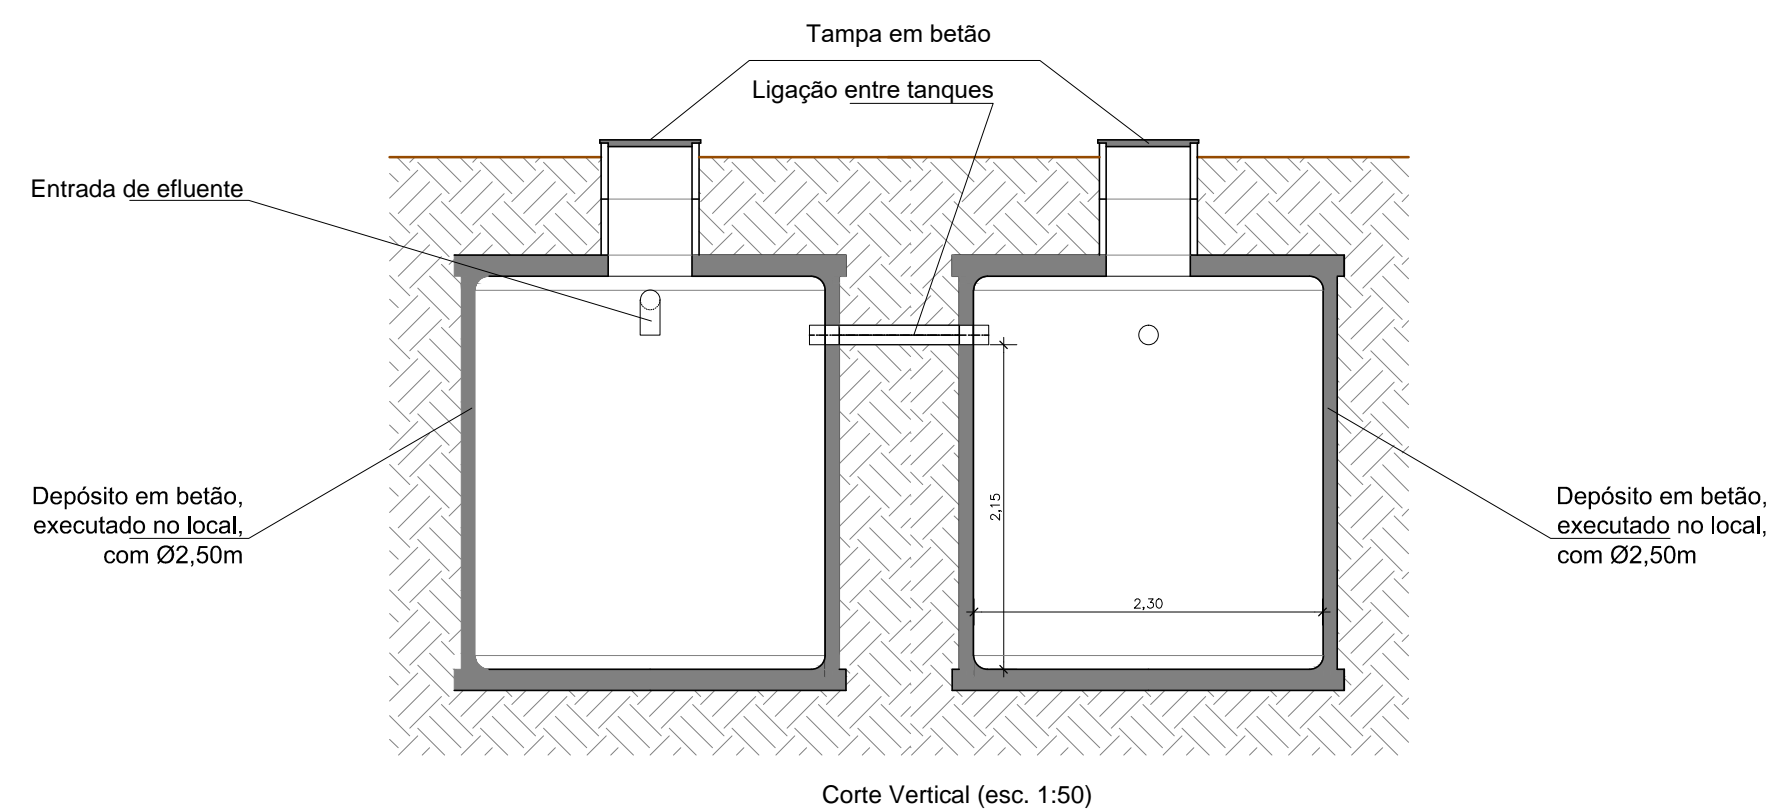 Tampa em betão
Ligação entre tanques
Entrada de efluente
Depósito em betão,
executado no local,
com Ø2,50m
2,15
2,30
Depósito em betão,
executado no local,
com Ø2,50m
Corte Vertical (esc. 1:50)